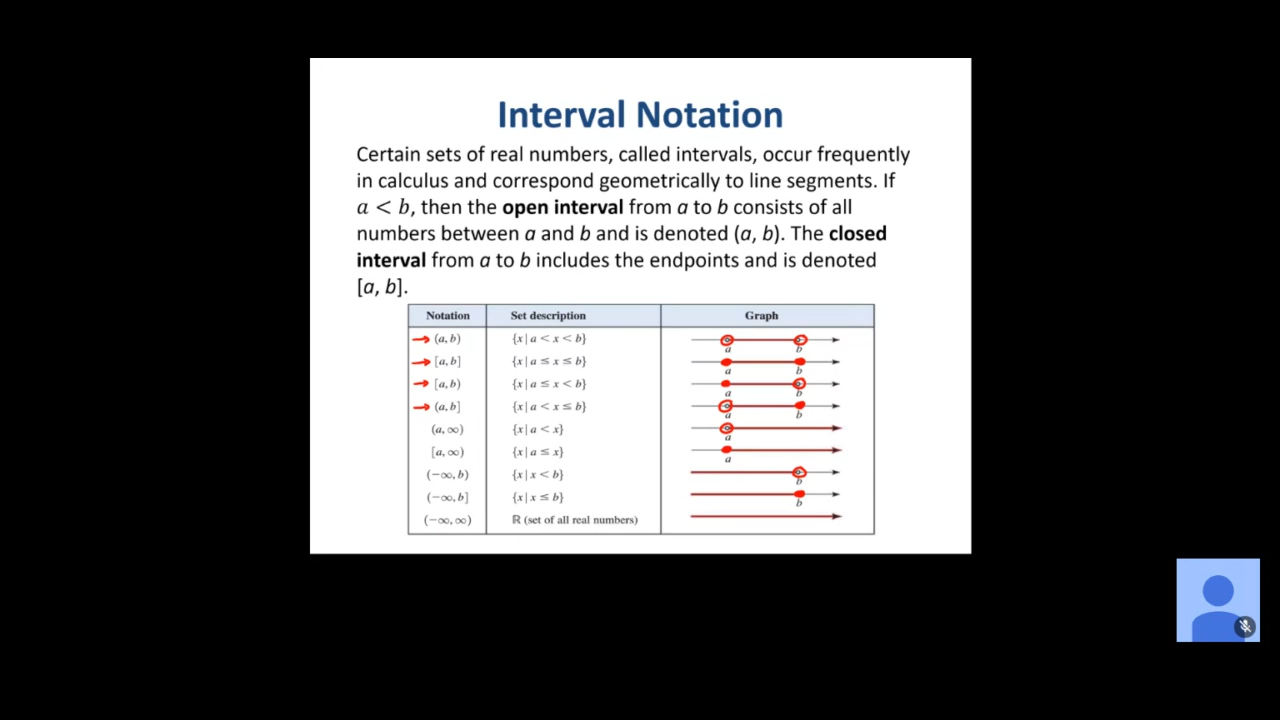 Interval Notation
Certain sets of real numbers, called intervals, occur frequently
in calculus and correspond geometrically to line segments. If
a < b, then the open interval from a to b consists of all
numbers between a and b and is denoted (a, b). The closed
interval from a to b includes the endpoints and is denoted
[a, b].
Notation Set description Graph
(a, b) {x | a < x < b} a b
[a, b] {x | a ≤ x ≤ b} a b
[a, b) {x | a ≤ x < b} a b
(a, b] {x | a < x ≤ b} a b
(a, ∞) {x | a < x} a
[a, ∞) {x | a ≤ x} a
(−∞, b) {x | x < b} b
(−∞, b] {x | x ≤ b} b
(−∞, ∞) ℝ (set of all real numbers)